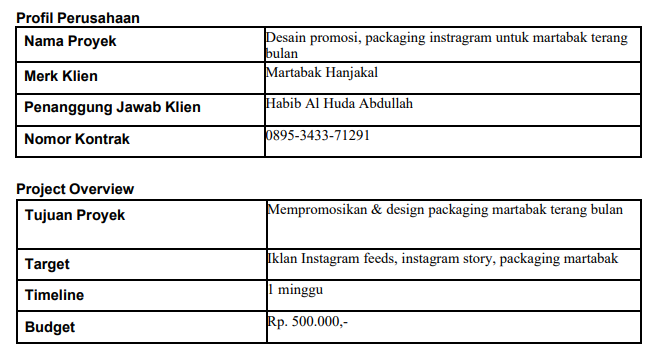 Profil Perusahaan
Nama Proyek
Desain promosi, packaging instragram untuk martabak terang
bulan
Merk Klien
Martabak Hanjakal
Penanggung Jawab Klien
Habib Al Huda Abdullah
Nomor Kontrak
0895-3433-71291
Project Overview
Tujuan Proyek
Mempromosikan & design packaging martabak terang bulan
Target
Iklan Instagram feeds, instagram story, packaging martabak
Timeline
1 minggu
Budget
Rp. 500.000,-